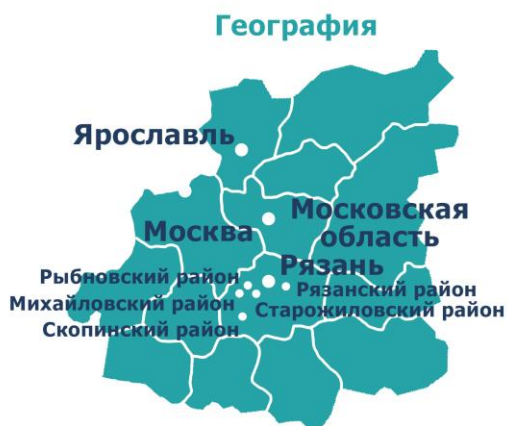 География
Ярославль
Москва
Московская
область
Рязань
Рыбновский район
Рязанский район
Михайловский район
Старожиловский район
Скопинский район